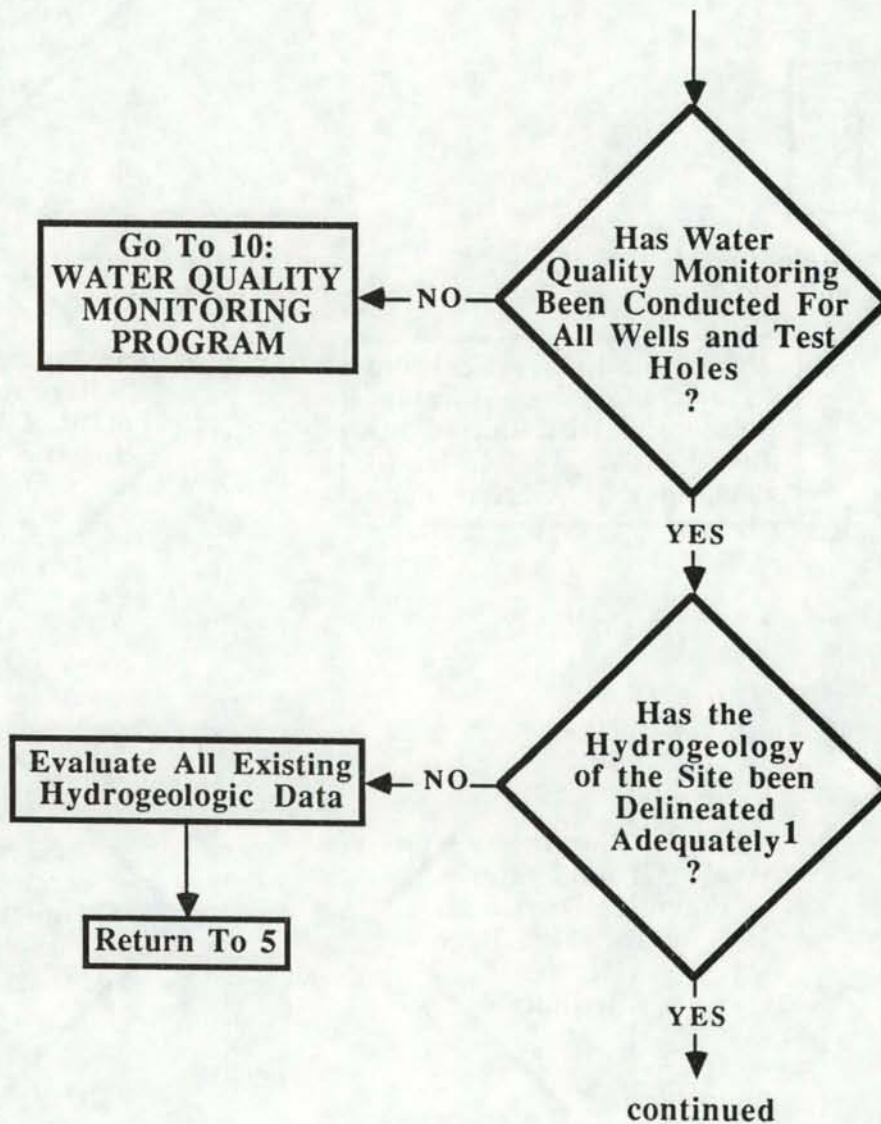 Has Water
Quality Monitoring
Been Conducted For
All Wells and Test
Holes
?
NO
Go To 10:
WATER QUALITY
MONITORING
PROGRAM
YES
Has the
Hydrogeology
of the Site been
Delineated
Adequately1
?
NO
Evaluate All Existing
Hydrogeologic Data
Return To 5
YES
continued